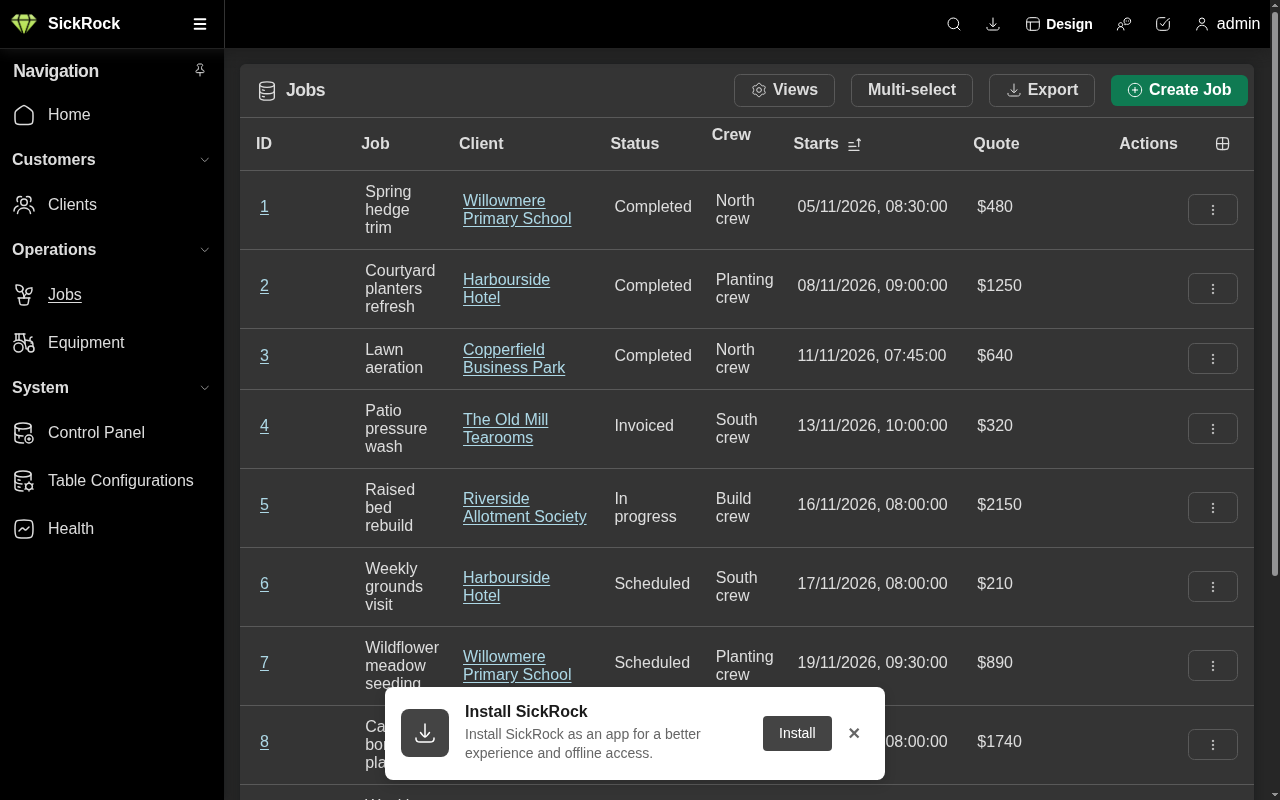 SickRock
Design
admin
Navigation
Home
Customers
Clients
Operations
Jobs
Equipment
System
Control Panel
Table Configurations
Health
Jobs
Views
Multi-select
Export
Create Job
ID Job Client Status Crew Starts Quote Actions
1 Spring hedge trim Willowmere Primary School Completed North crew 05/11/2026, 08:30:00 $480
2 Courtyard planters refresh Harbourside Hotel Completed Planting crew 08/11/2026, 09:00:00 $1250
3 Lawn aeration Copperfield Business Park Completed North crew 11/11/2026, 07:45:00 $640
4 Patio pressure wash The Old Mill Tearooms Invoiced South crew 13/11/2026, 10:00:00 $320
5 Raised bed rebuild Riverside Allotment Society In progress Build crew 16/11/2026, 08:00:00 $2150
6 Weekly grounds visit Harbourside Hotel Scheduled South crew 17/11/2026, 08:00:00 $210
7 Wildflower meadow seeding Willowmere Primary School Scheduled Planting crew 19/11/2026, 09:30:00 $890
8 08:00:00 $1740
Install SickRock
Install SickRock as an app for a better
experience and offline access.
Install